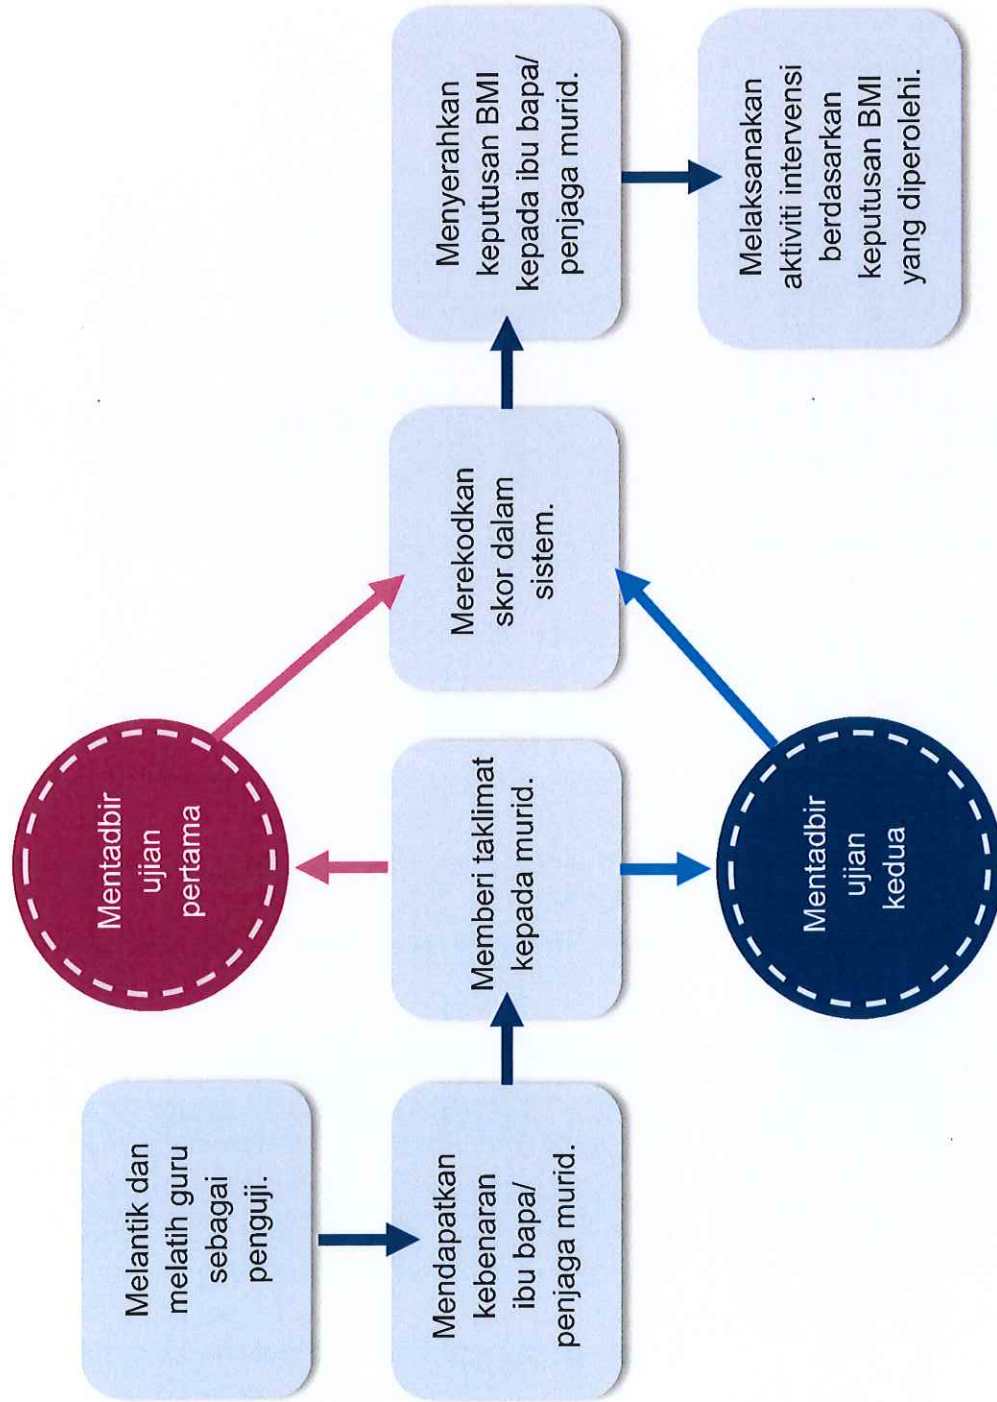 Melantik dan
melatih guru
sebagai
penguji.
Mendapatkan
kebenaran
ibu bapa/
penjaga murid.
Memberi taklimat
kepada murid.
Mentadbir
ujian
pertama
Mentadbir
ujian
kedua.
Merekodkan
skor dalam
sistem.
Menyerahkan
keputusan BMI
kepada ibu bapa/
penjaga murid.
Melaksanakan
aktiviti intervensi
berdasarkan
keputusan BMI
yang diperolehi.